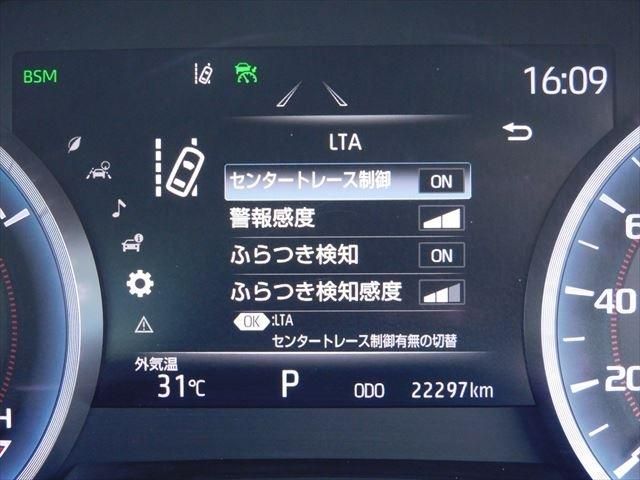 BSM
16:09
LTA
センタートレース制御 ON
警報感度
ふらつき検知 ON
ふらつき検知感度
OK :LTA
センタートレース制御有無の切替
外気温
31℃ P ODO 22297km
H
6
40
20